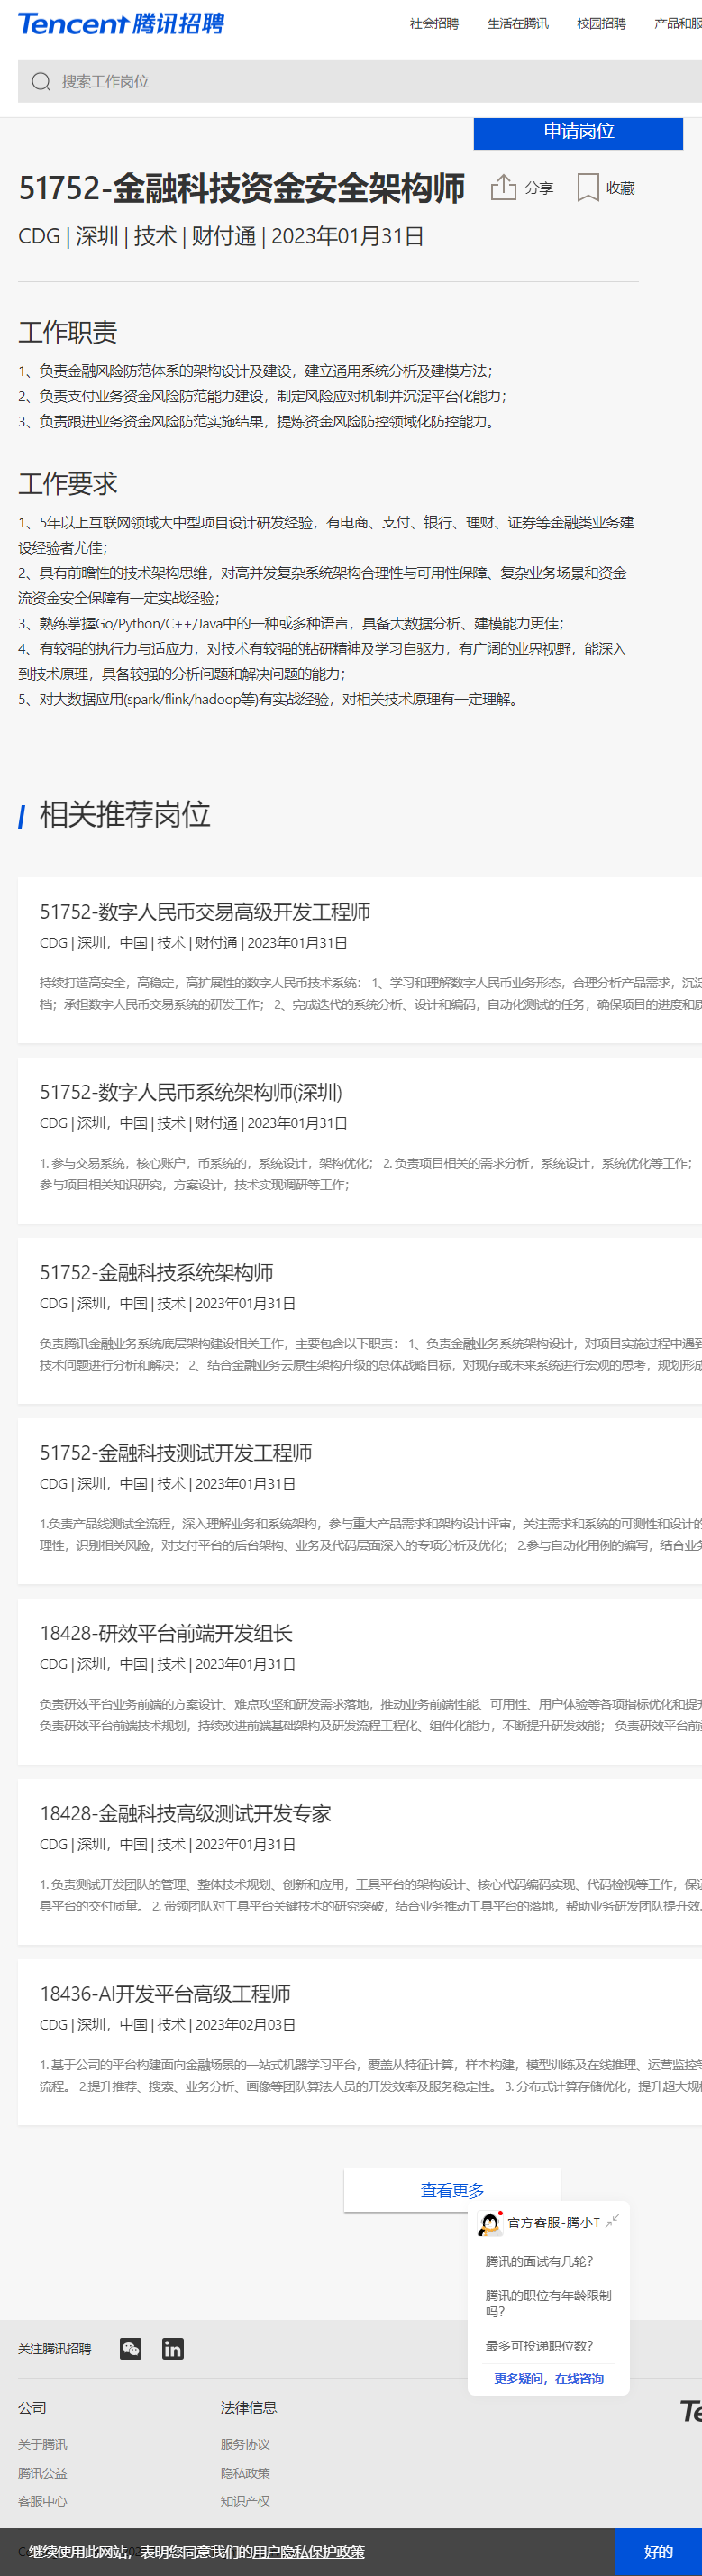 Tencent 腾讯招聘
社会招聘 生活在腾讯 校园招聘 产品和服
搜索工作岗位
申请岗位
51752-金融科技资金安全架构师 分享 收藏
CDG | 深圳 | 技术 | 财付通 | 2023年01月31日
工作职责
1、负责金融风险防范体系的架构设计及建设，建立通用系统分析及建模方法；
2、负责支付业务资金风险防范能力建设，制定风险应对机制并沉淀平台化能力；
3、负责跟进业务资金风险防范实施结果，提炼资金风险防控领域化防控能力。
工作要求
1、5年以上互联网领域大中型项目设计研发经验，有电商、支付、银行、理财、证券等金融类业务建
设经验者尤佳；
2、具有前瞻性的技术架构思维，对高并发复杂系统架构合理性与可用性保障、复杂业务场景和资金
流资金安全保障有一定实战经验；
3、熟练掌握Go/Python/C++/Java中的一种或多种语言，具备大数据分析、建模能力更佳；
4、有较强的执行力与适应力，对技术有较强的钻研精神及学习自驱力，有广阔的业界视野，能深入
到技术原理，具备较强的分析问题和解决问题的能力；
5、对大数据应用(spark/flink/hadoop等)有实战经验，对相关技术原理有一定理解。
相关推荐岗位
51752-数字人民币交易高级开发工程师
CDG | 深圳，中国 | 技术 | 财付通 | 2023年01月31日
持续打造高安全，高稳定，高扩展性的数字人民币技术系统： 1、学习和理解数字人民币业务形态，合理分析产品需求，沉淀
档；承担数字人民币交易系统的研发工作； 2、完成迭代的系统分析、设计和编码，自动化测试的任务，确保项目的进度和质
51752-数字人民币系统架构师(深圳)
CDG | 深圳，中国 | 技术 | 财付通 | 2023年01月31日
1. 参与交易系统，核心账户，币系统的，系统设计，架构优化； 2. 负责项目相关的需求分析，系统设计，系统优化等工作；
参与项目相关知识研究，方案设计，技术实现调研等工作；
51752-金融科技系统架构师
CDG | 深圳，中国 | 技术 | 2023年01月31日
负责腾讯金融业务系统底层架构建设相关工作，主要包含以下职责： 1、负责金融业务系统架构设计，对项目实施过程中遇到
技术问题进行分析和解决； 2、结合金融业务云原生架构升级的总体战略目标，对现存或未来系统进行宏观的思考，规划形成
51752-金融科技测试开发工程师
CDG | 深圳，中国 | 技术 | 2023年01月31日
1.负责产品线测试全流程，深入理解业务和系统架构，参与重大产品需求和架构设计评审，关注需求和系统的可测性和设计的
理性，识别相关风险，对支付平台的后台架构、业务及代码层面深入的专项分析及优化； 2.参与自动化用例的编写，结合业务
18428-研效平台前端开发组长
CDG | 深圳，中国 | 技术 | 2023年01月31日
负责研效平台业务前端的方案设计、难点攻坚和研发需求落地，推动业务前端性能、可用性、用户体验等各项指标优化和提升
负责研效平台前端技术规划，持续改进前端基础架构及研发流程工程化、组件化能力，不断提升研发效能； 负责研效平台前端
18428-金融科技高级测试开发专家
CDG | 深圳，中国 | 技术 | 2023年01月31日
1. 负责测试开发团队的管理、整体技术规划、创新和应用，工具平台的架构设计、核心代码编码实现、代码检视等工作，保证
具平台的交付质量。 2. 带领团队对工具平台关键技术的研究突破，结合业务推动工具平台的落地，帮助业务研发团队提升效
18436-AI开发平台高级工程师
CDG | 深圳，中国 | 技术 | 2023年02月03日
1. 基于公司的平台构建面向金融场景的一站式机器学习平台，覆盖从特征计算，样本构建，模型训练及在线推理、运营监控等
流程。 2.提升推荐、搜索、业务分析、画像等团队算法人员的开发效率及服务稳定性。 3. 分布式计算存储优化，提升超大规模
查看更多
官方客服-腾小T
腾讯的面试有几轮？
腾讯的职位有年龄限制
吗？
最多可投递职位数？
更多疑问，在线咨询
关注腾讯招聘
公司 法律信息
关于腾讯 服务协议
腾讯公益 隐私政策
客服中心 知识产权
继续使用此网站，表明您同意我们的用户隐私保护政策 好的